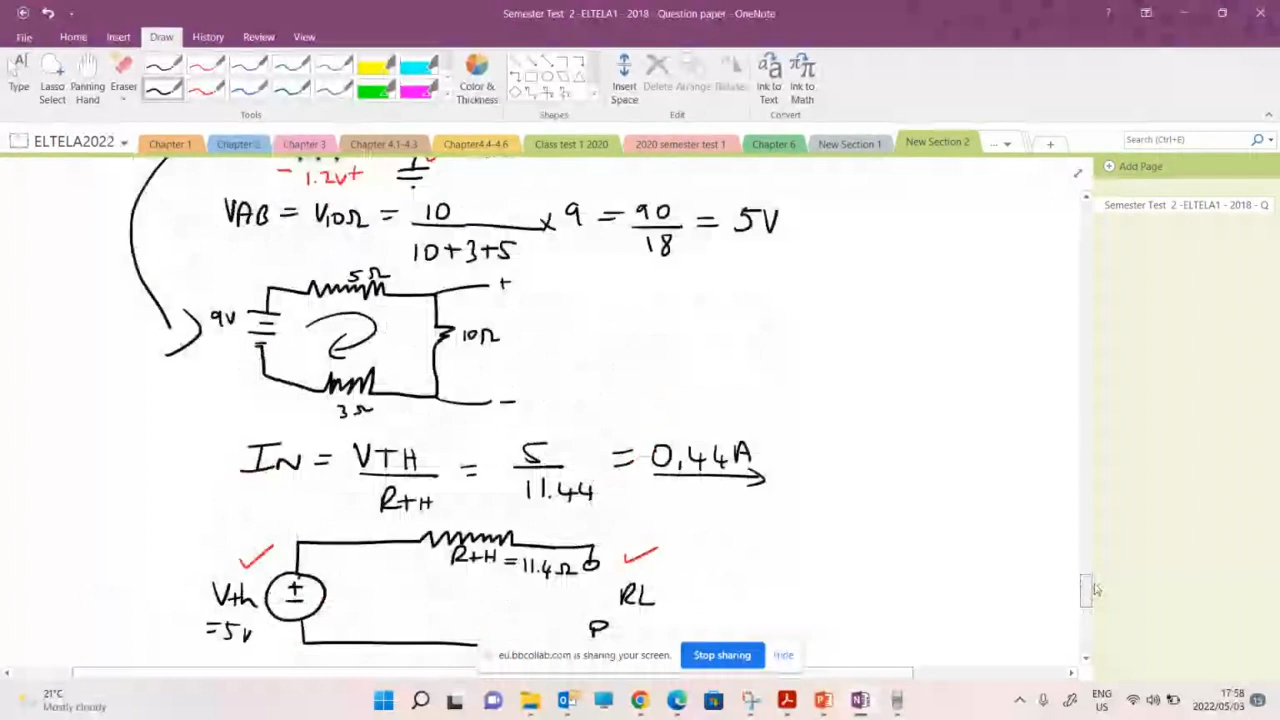 Semester Test 2 -ELTELA1 - 2018 - Question paper - OneNote
File Home Insert Draw History Review View
Type Lasso Select Panning Hand Eraser
Color & Thickness
Insert Space Delete Arrange Rotate
Ink to Text Ink to Math
Tools Shapes Edit Convert
ELTELA2022 Chapter 1 Chapter 2 Chapter 3 Chapter 4.1-4.3 Chapter4.4-4.6 Class test 1 2020 2020 semester test 1 Chapter 6 New Section 1 New Section 2 ... + Search (Ctrl+E)
Add Page
Semester Test 2 -ELTELA1 - 2018 - Q
- 1.2V+
VAB = V10Ω = 10 / 10+3+5 × 9 = 90 / 18 = 5V
5Ω
+
9V
10Ω
3Ω
-
IN = VTH / RTH = 5 / 11.44 = 0,44A
RTH = 11.4Ω
Vth
= 5V
+
-
RL
P
eu.bbcollab.com is sharing your screen. Stop sharing Hide
21°C
Mostly cloudy
ENG
US
17:58
2022/05/03